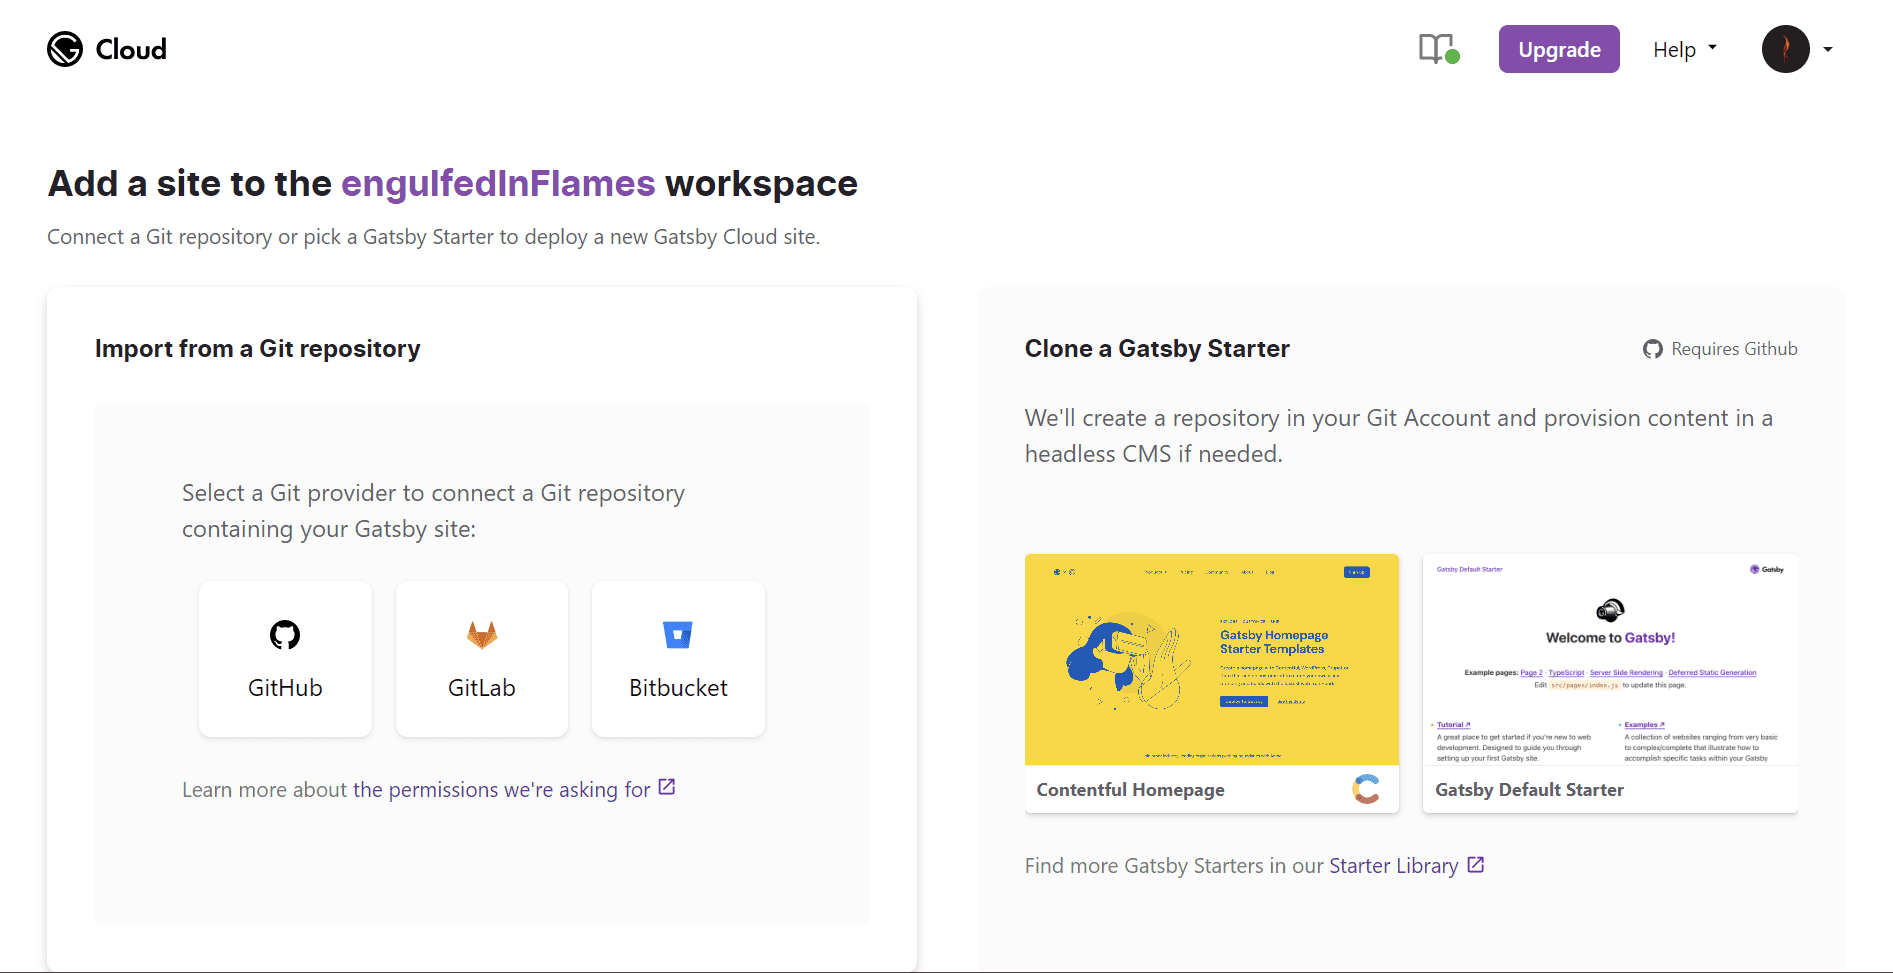 Cloud
Upgrade
Help
Add a site to the engulfedInFlames workspace
Connect a Git repository or pick a Gatsby Starter to deploy a new Gatsby Cloud site.
Import from a Git repository
Select a Git provider to connect a Git repository
containing your Gatsby site:
GitHub
GitLab
Bitbucket
Learn more about the permissions we're asking for
Clone a Gatsby Starter
Requires Github
We'll create a repository in your Git Account and provision content in a
headless CMS if needed.
Products
Pricing
Community
About
Blog
Sign Up
Gatsby Homepage
Starter Templates
Contentful Homepage
Gatsby Default Starter
Gatsby
Welcome to Gatsby!
Example pages: Page 2 · TypeScript · Server Side Rendering · Deferred Static Generation
Edit src/pages/index.js to update this page.
Tutorial
A great place to get started if you're new to web
development. Designed to guide you through
setting up your first Gatsby site.
Examples
A collection of websites ranging from very basic
to complex/complete that illustrate how to
accomplish specific tasks within your Gatsby
Gatsby Default Starter
Find more Gatsby Starters in our Starter Library